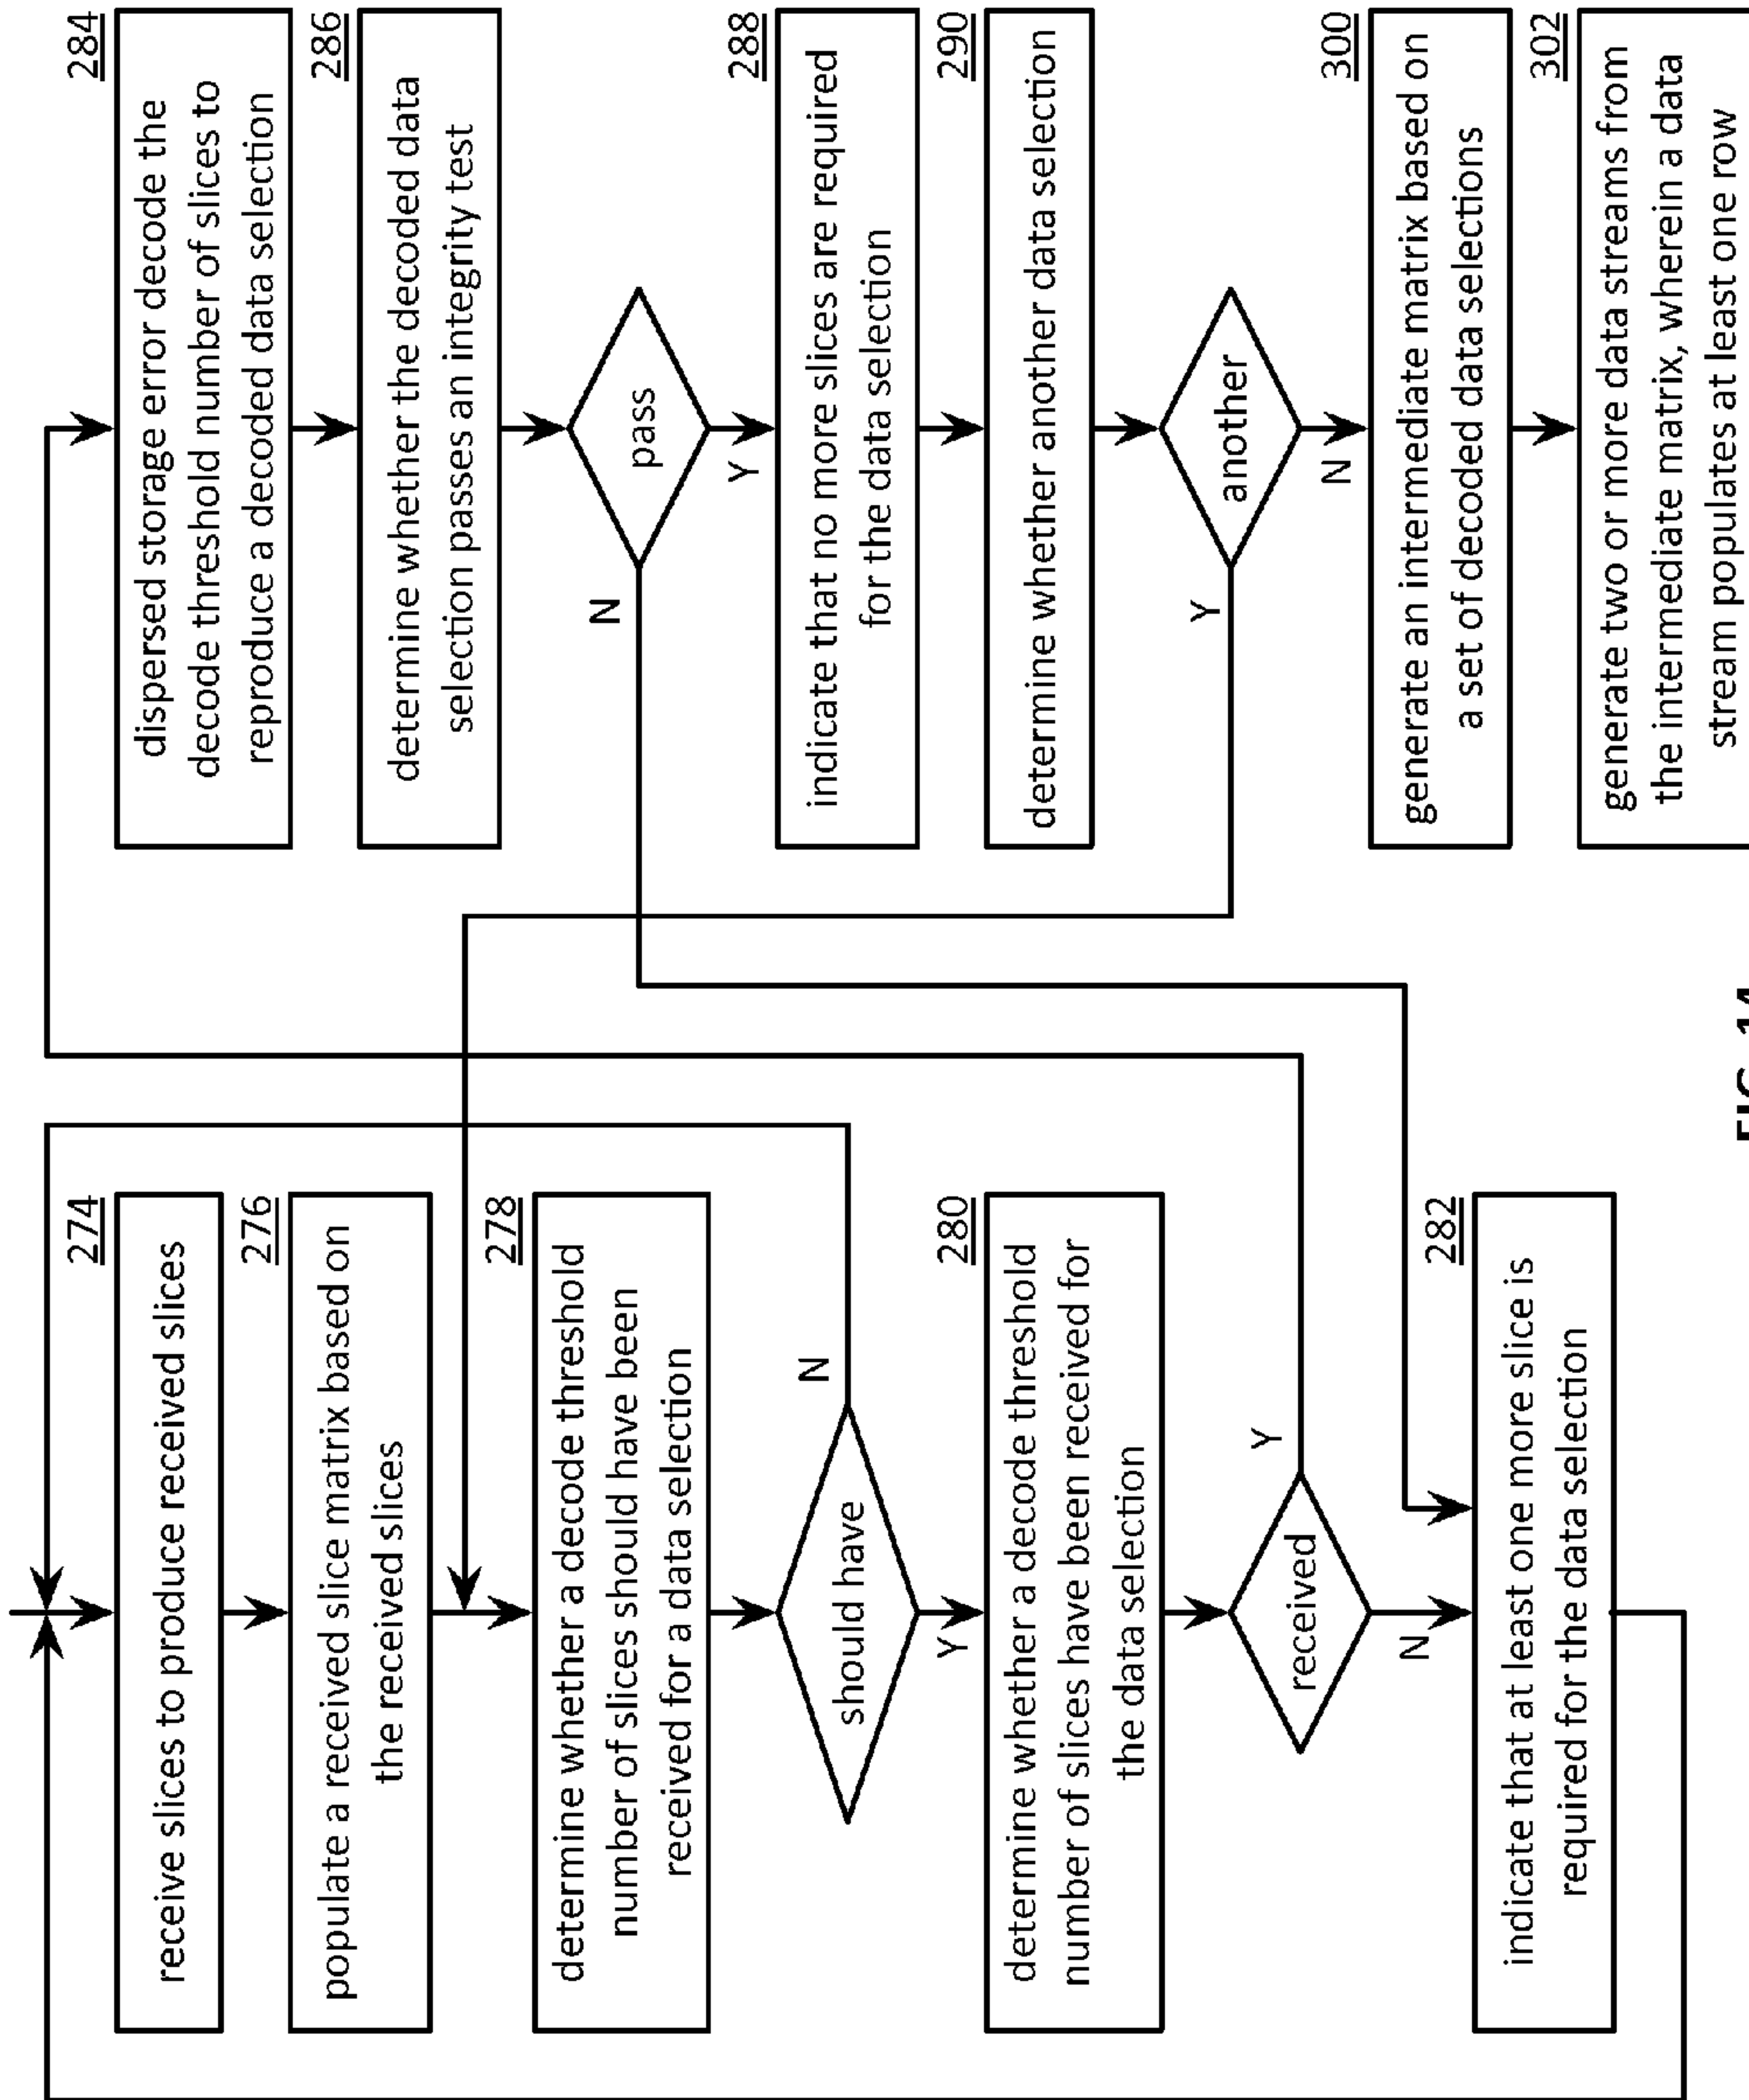 274
receive slices to produce received slices
276
populate a received slice matrix based on
the received slices
278
determine whether a decode threshold
number of slices should have been
received for a data selection
should have
N
Y
280
determine whether a decode threshold
number of slices have been received for
the data selection
received
Y
N
282
indicate that at least one more slice is
required for the data selection
284
dispersed storage error decode the
decode threshold number of slices to
reproduce a decoded data selection
286
determine whether the decoded data
selection passes an integrity test
pass
N
Y
288
indicate that no more slices are required
for the data selection
290
determine whether another data selection
another
Y
N
300
generate an intermediate matrix based on
a set of decoded data selections
302
generate two or more data streams from
the intermediate matrix, wherein a data
stream populates at least one row